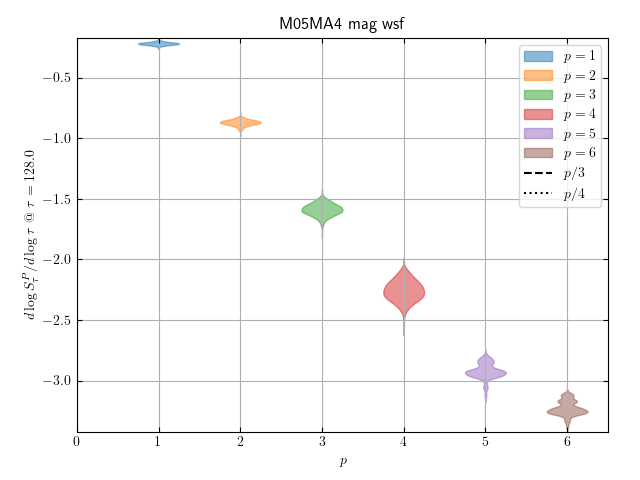 M05MA4 mag wsf
d log S_τ^P / d log τ @ τ = 128.0
−0.5
−1.0
−1.5
−2.0
−2.5
−3.0
p = 1
p = 2
p = 3
p = 4
p = 5
p = 6
p/3
p/4
0 1 2 3 4 5 6
p